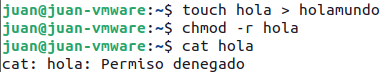 juan@juan-vmware:~$ touch hola > holamundo
juan@juan-vmware:~$ chmod -r hola
juan@juan-vmware:~$ cat hola
cat: hola: Permiso denegado